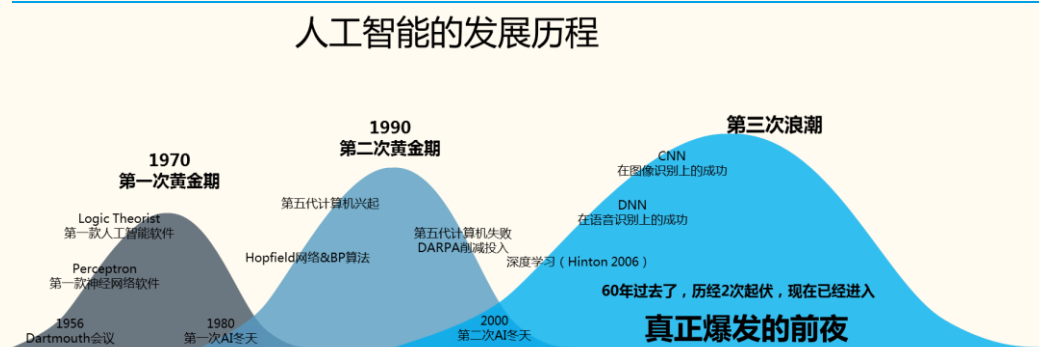 人工智能的发展历程
1970
第一次黄金期
Logic Theorist
第一款人工智能软件
Perceptron
第一款神经网络软件
1956
Dartmouth会议
1980
第一次AI冬天
1990
第二次黄金期
第五代计算机兴起
Hopfield网络&BP算法
第五代计算机失败
DARPA削减投入
2000
第二次AI冬天
第三次浪潮
CNN
在图像识别上的成功
DNN
在语音识别上的成功
深度学习（Hinton 2006）
60年过去了，历经2次起伏，现在已经进入
真正爆发的前夜